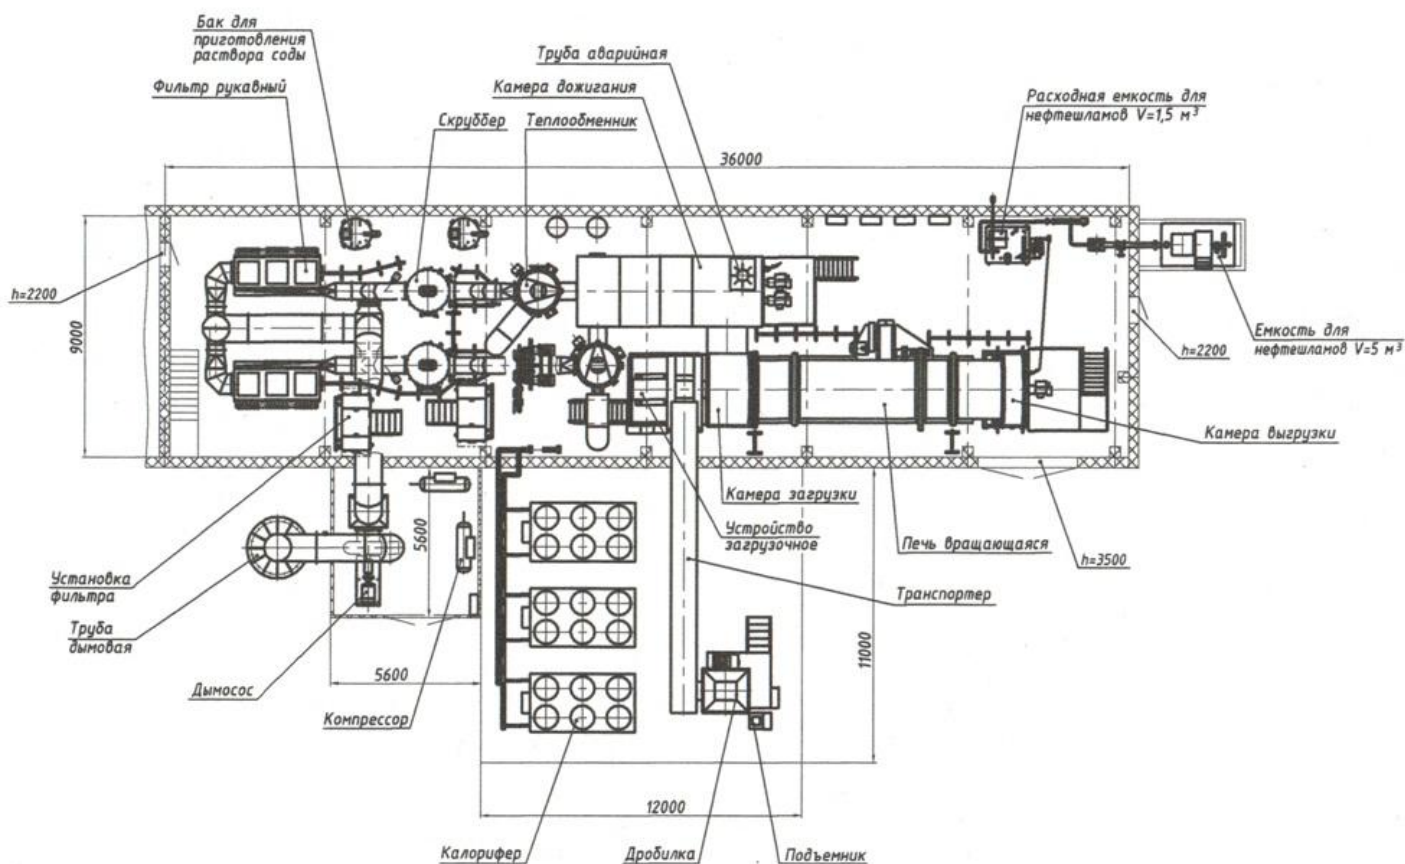 Бак для
приготовления
раствора соды
Фильтр рукавный
Скруббер
Труба аварийная
Камера дожигания
Теплообменник
Расходная емкость для
нефтешламов V=1,5 м³
36000
h=2200
9000
Емкость для
нефтешламов V=5 м³
h=2200
Камера выгрузки
Камера загрузки
Устройство
загрузочное
Печь вращающаяся
h=3500
Транспортер
5600
11000
Установка
фильтра
Труба
дымовая
Дымосос
5600
Компрессор
12000
Калорифер
Дробилка
Подъемник